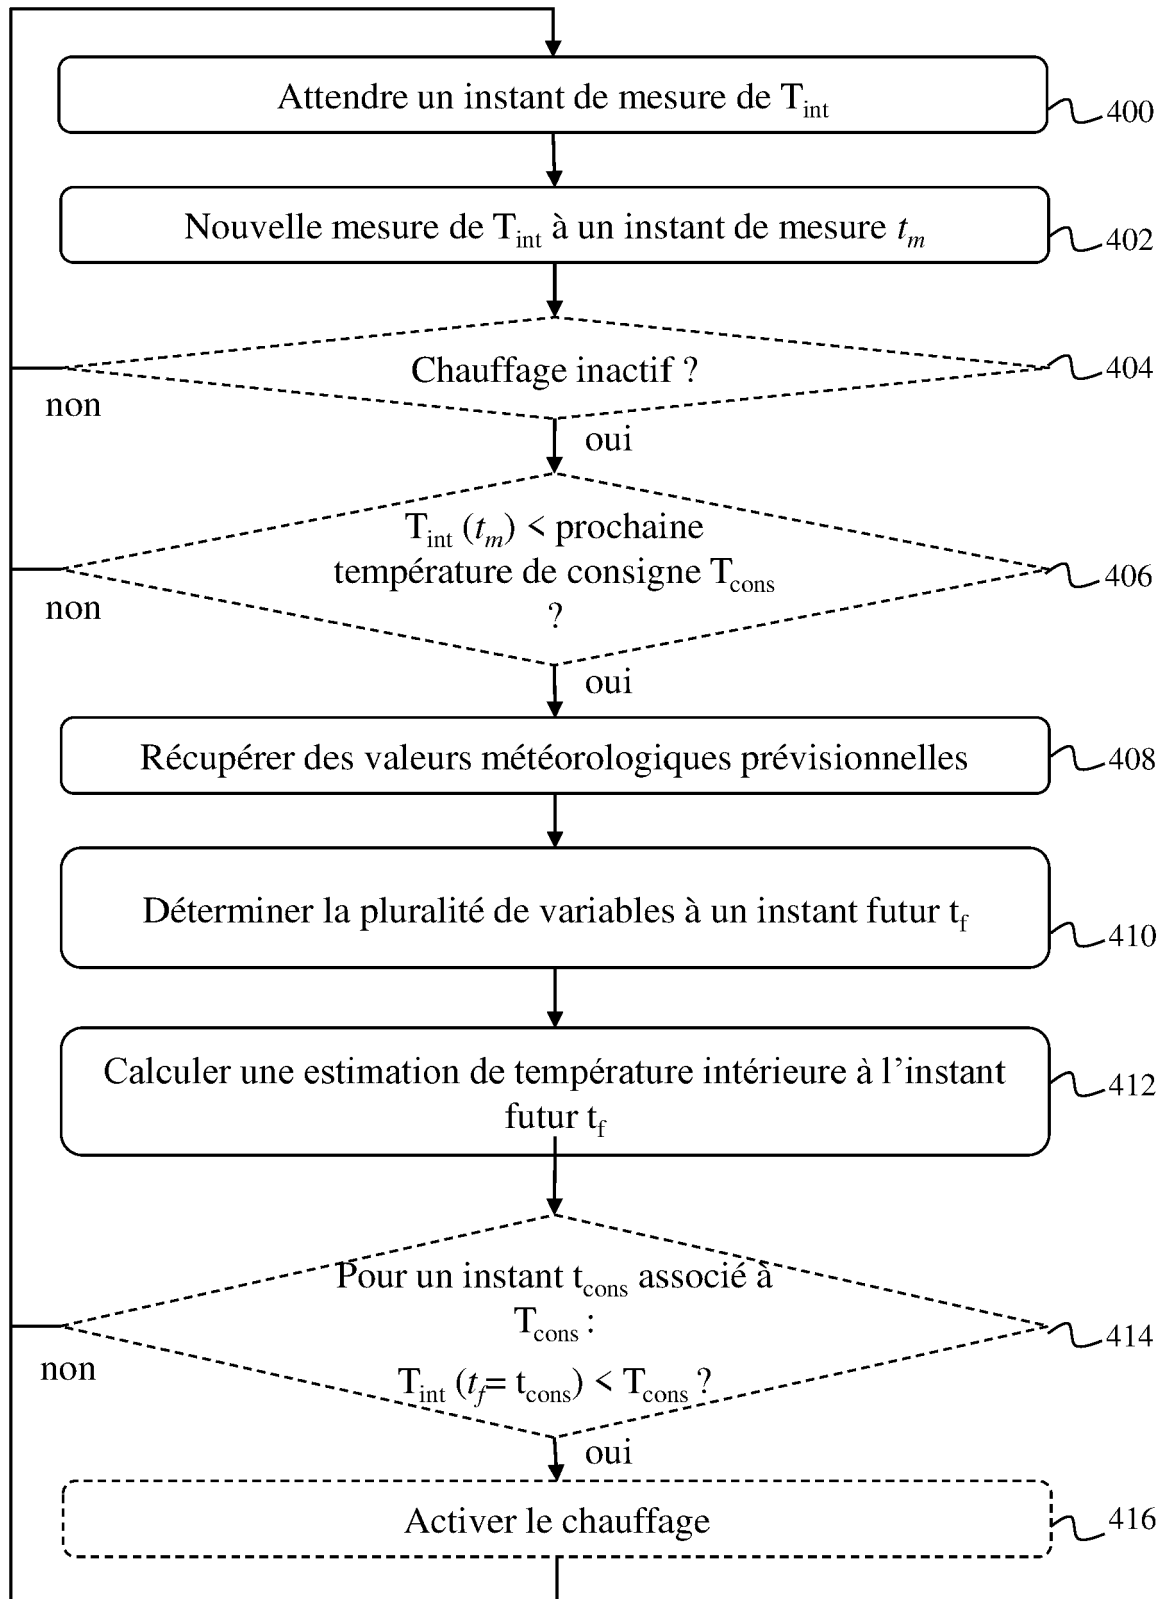 Attendre un instant de mesure de Tint
400
Nouvelle mesure de Tint à un instant de mesure tm
402
Chauffage inactif ?
404
non
oui
Tint (tm) < prochaine
température de consigne Tcons
?
406
non
oui
Récupérer des valeurs météorologiques prévisionnelles
408
Déterminer la pluralité de variables à un instant futur tf
410
Calculer une estimation de température intérieure à l'instant
futur tf
412
Pour un instant tcons associé à
Tcons :
Tint (tf= tcons) < Tcons ?
414
non
oui
Activer le chauffage
416